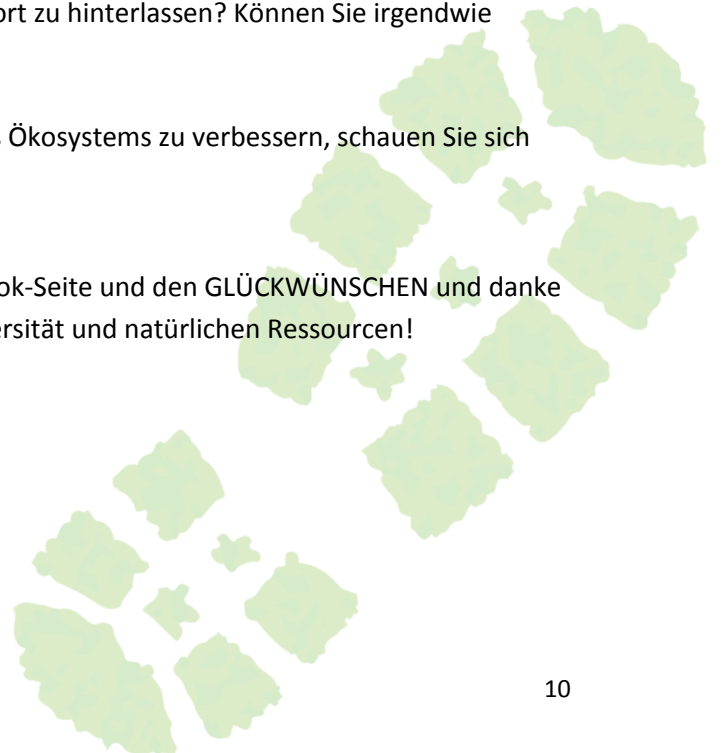 ort zu hinterlassen? Können Sie irgendwie
Ökosystems zu verbessern, schauen Sie sich
ok-Seite und den GLÜCKWÜNSCHEN und danke
ersität und natürlichen Ressourcen!
10